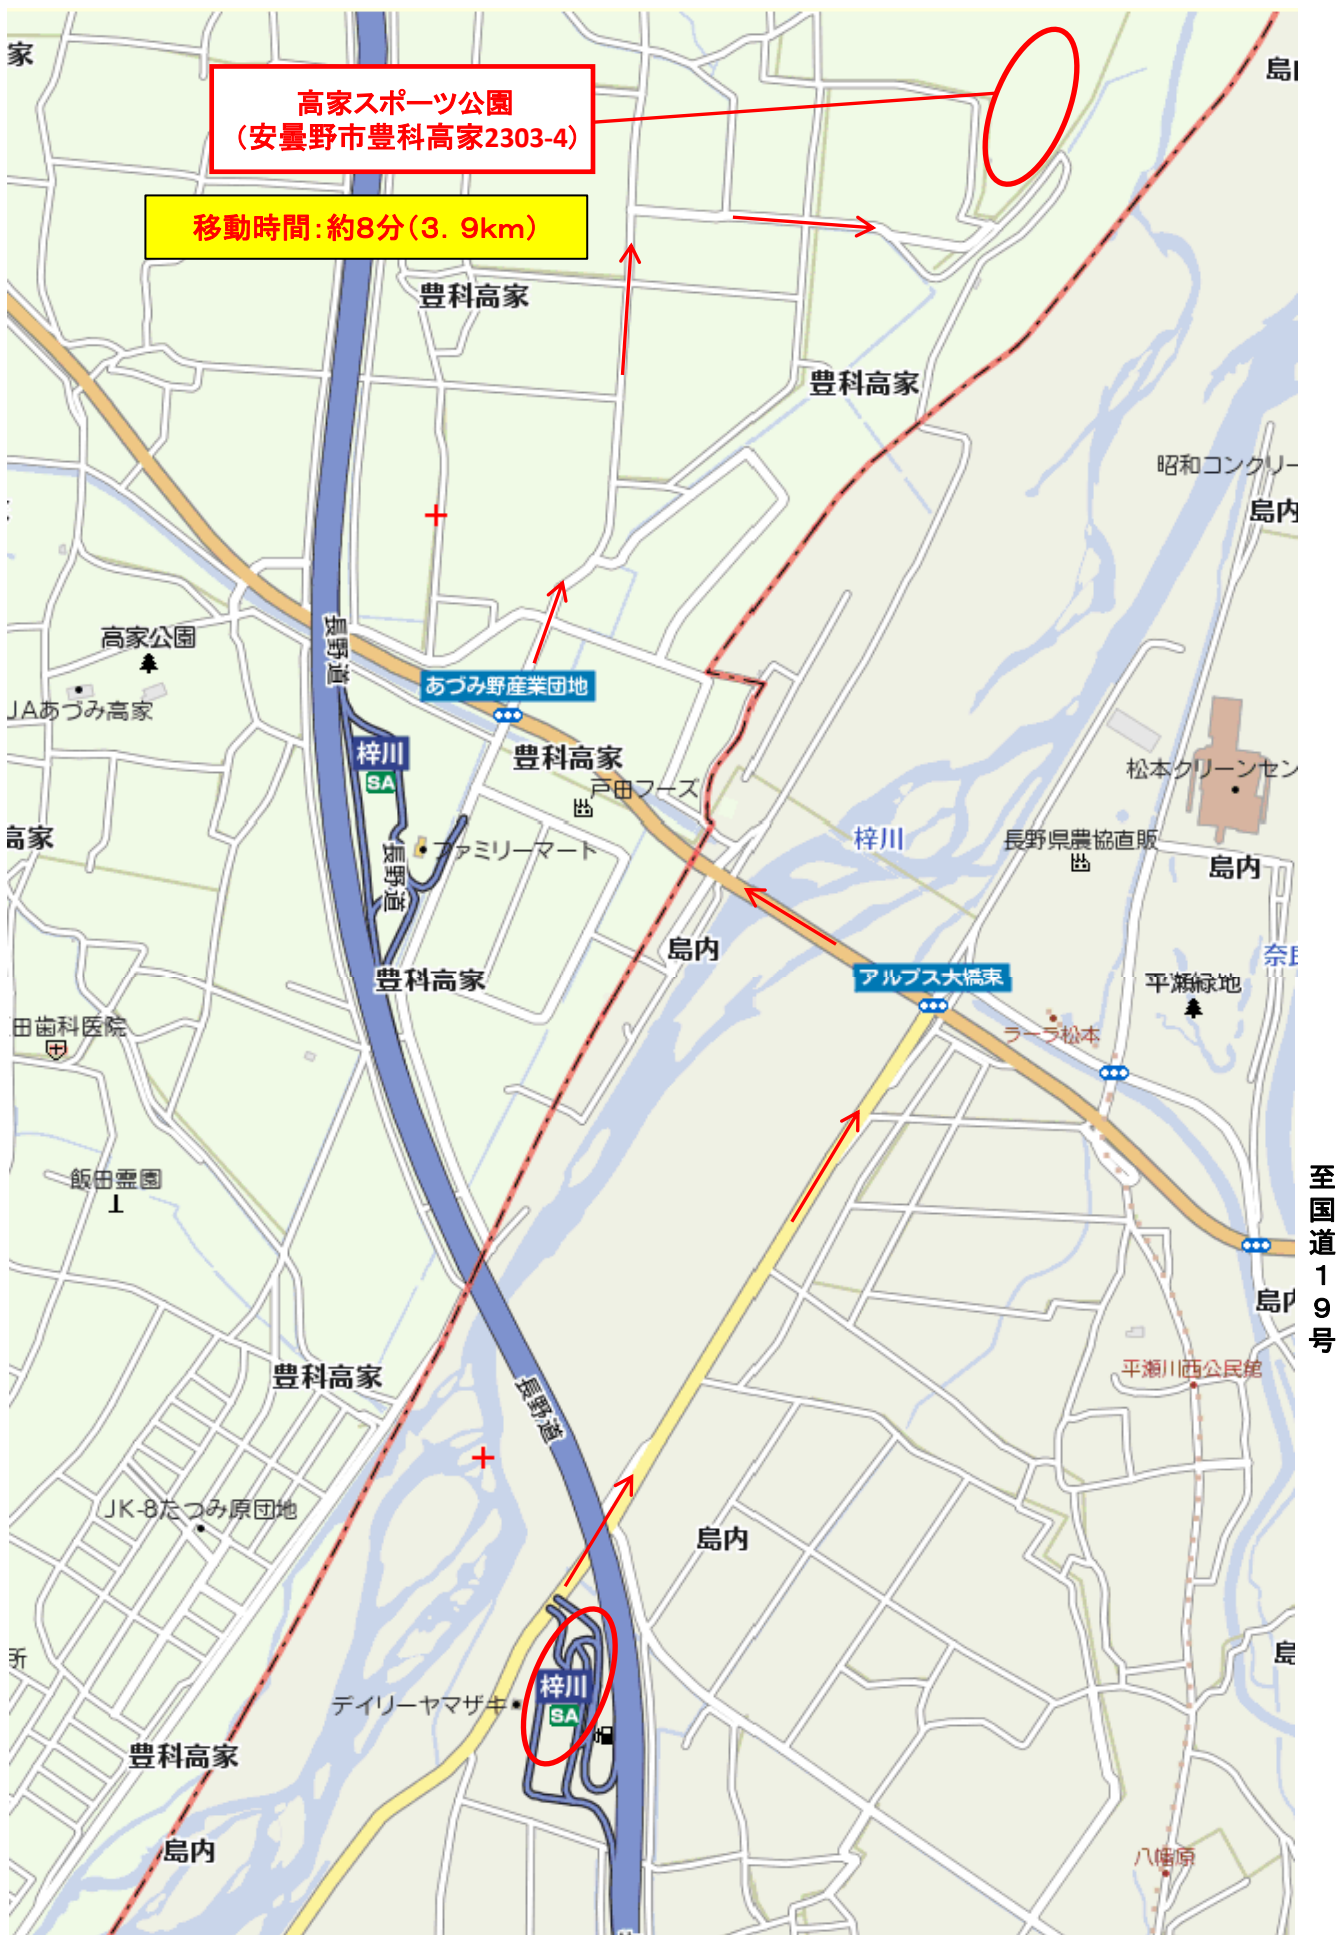 家
島
高家スポーツ公園
（安曇野市豊科高家2303-4）
移動時間：約8分（3．9km）
豊科高家
豊科高家
昭和コンクリー
島内
長野道
高家公園
JAあづみ高家
あづみ野産業団地
梓川
SA
豊科高家
戸田フーズ
松本クリーンセン
高家
ファミリーマート
長野道
梓川
長野県農協直販
島内
豊科高家
島内
アルプス大橋東
平瀬緑地
田歯科医院
ラーラ松本
飯田霊園
至国道19号
島内
豊科高家
長野道
平瀬川西公民館
JK-8たつみ原団地
島内
所
島
梓川
SA
デイリーヤマザキ
豊科高家
島内
八幡原